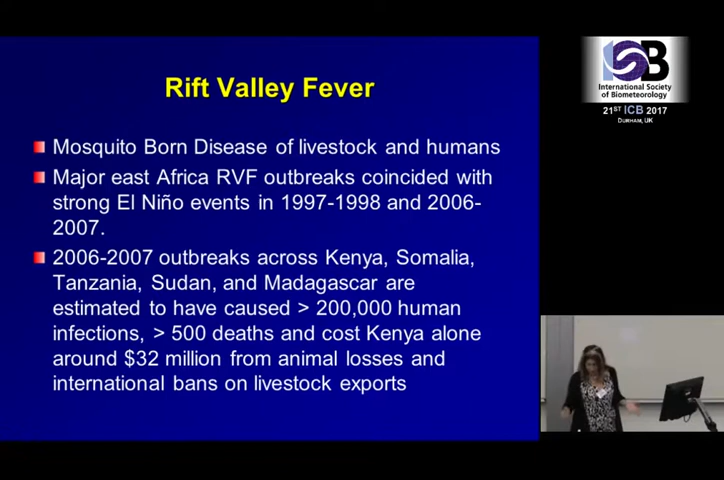 Rift Valley Fever
Mosquito Born Disease of livestock and humans
Major east Africa RVF outbreaks coincided with
strong El Niño events in 1997-1998 and 2006-
2007.
2006-2007 outbreaks across Kenya, Somalia,
Tanzania, Sudan, and Madagascar are
estimated to have caused > 200,000 human
infections, > 500 deaths and cost Kenya alone
around $32 million from animal losses and
international bans on livestock exports
ISB
International Society
of Biometeorology
21ST ICB 2017
DURHAM, UK